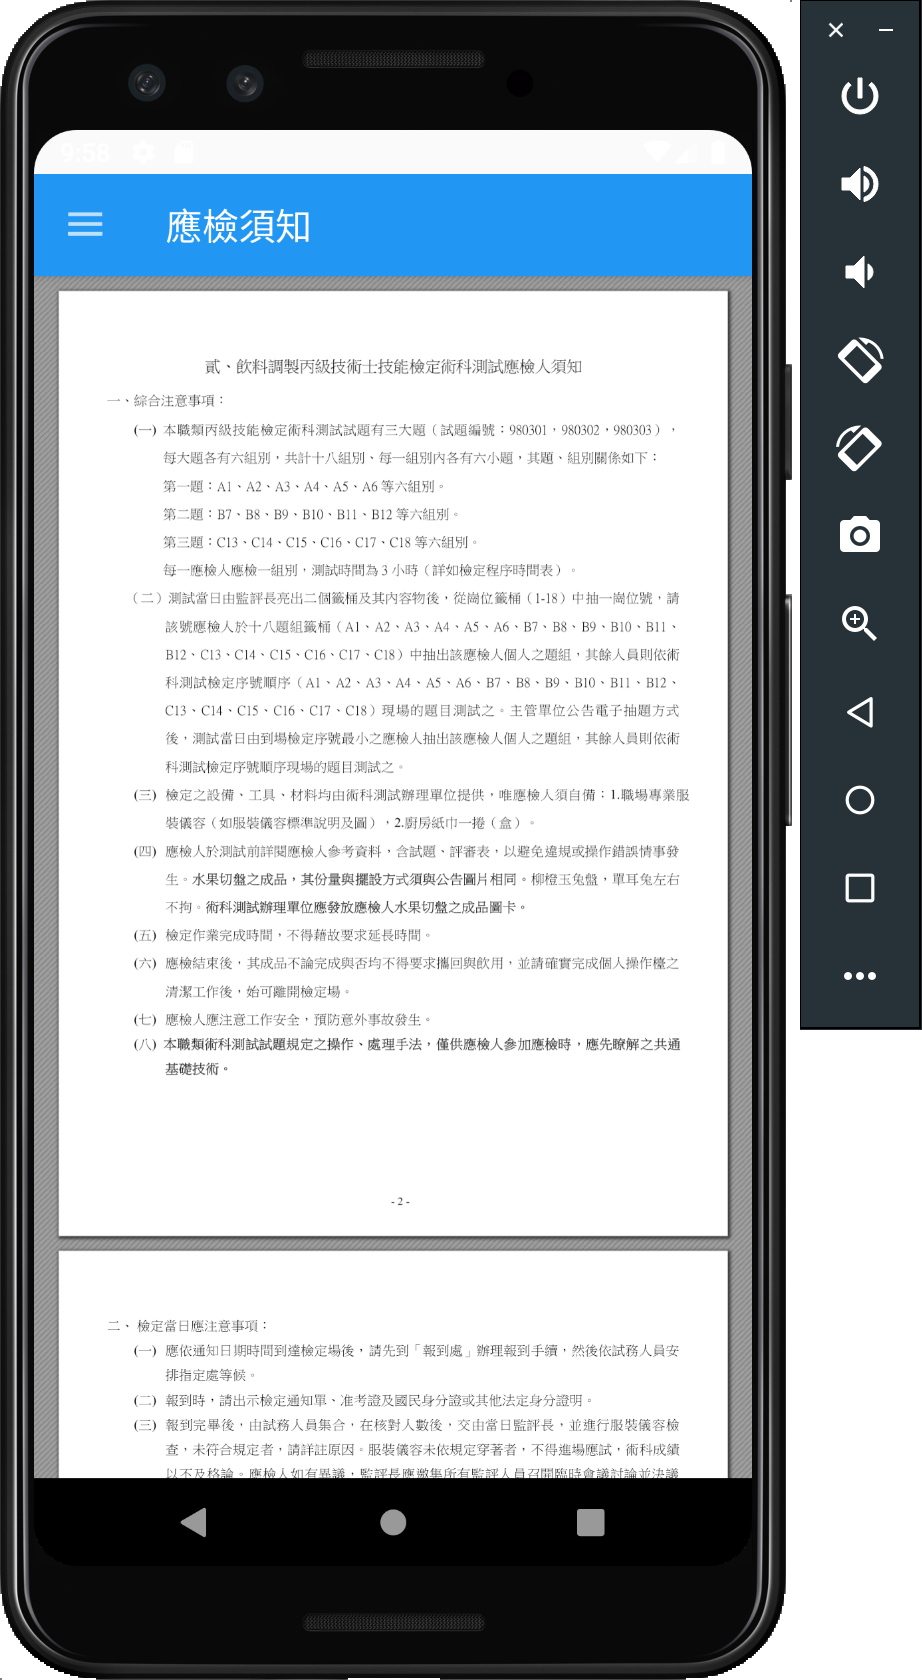 9:58
應檢須知
貳、飲料調製丙級技術士技能檢定術科測試應檢人須知
一、綜合注意事項：
(一) 本職類丙級技能檢定術科測試試題有三大題（試題編號：980301，980302，980303），
每大題各有六組別，共計十八組別、每一組別內各有六小題，其題、組別關係如下：
第一題：A1、A2、A3、A4、A5、A6 等六組別。
第二題：B7、B8、B9、B10、B11、B12 等六組別。
第三題：C13、C14、C15、C16、C17、C18 等六組別。
每一應檢人應檢一組別，測試時間為 3 小時（詳如檢定程序時間表）。
（二）測試當日由監評長亮出二個籤桶及其內容物後，從崗位籤桶（1-18）中抽一崗位號，請
該號應檢人於十八題組籤桶（A1、A2、A3、A4、A5、A6、B7、B8、B9、B10、B11、
B12、C13、C14、C15、C16、C17、C18）中抽出該應檢人個人之題組，其餘人員則依術
科測試檢定序號順序（A1、A2、A3、A4、A5、A6、B7、B8、B9、B10、B11、B12、
C13、C14、C15、C16、C17、C18）現場的題目測試之。主管單位公告電子抽題方式
後，測試當日由到場檢定序號最小之應檢人抽出該應檢人個人之題組，其餘人員則依術
科測試檢定序號順序現場的題目測試之。
(三) 檢定之設備、工具、材料均由術科測試辦理單位提供，唯應檢人須自備：1.職場專業服
裝儀容（如服裝儀容標準說明及圖），2.廚房紙巾一捲（盒）。
(四) 應檢人於測試前詳閱應檢人參考資料，含試題、評審表，以避免違規或操作錯誤情事發
生。水果切盤之成品，其份量與擺設方式須與公告圖片相同。柳橙玉兔盤，單耳兔左右
不拘。術科測試辦理單位應發放應檢人水果切盤之成品圖卡。
(五) 檢定作業完成時間，不得藉故要求延長時間。
(六) 應檢結束後，其成品不論完成與否均不得要求攜回與飲用，並請確實完成個人操作檯之
清潔工作後，始可離開檢定場。
(七) 應檢人應注意工作安全，預防意外事故發生。
(八) 本職類術科測試試題規定之操作、處理手法，僅供應檢人參加應檢時，應先瞭解之共通
基礎技術。
- 2 -
二、 檢定當日應注意事項：
(一) 應依通知日期時間到達檢定場後，請先到「報到處」辦理報到手續，然後依試務人員安
排指定處等候。
(二) 報到時，請出示檢定通知單、准考證及國民身分證或其他法定身分證明。
(三) 報到完畢後，由試務人員集合，在核對人數後，交由當日監評長，並進行服裝儀容檢
查，未符合規定者，請詳註原因。服裝儀容未依規定穿著者，不得進場應試，術科成績
以不及格論。應檢人如有異議，監評長應邀集所有監評人員召開臨時會議討論並決議